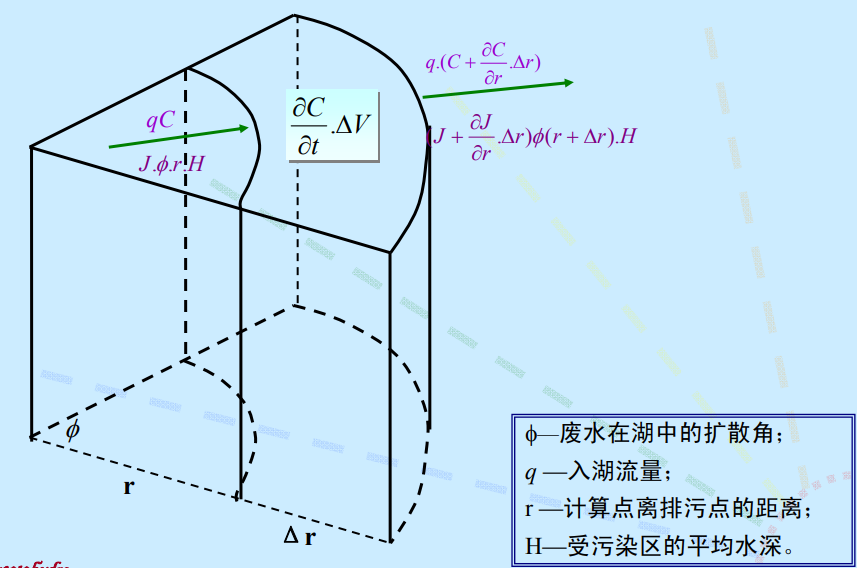 q.(C + ∂C/∂r .Δr)
qC
∂C/∂t .ΔV
(J + ∂J/∂r .Δr)ϕ(r + Δr).H
J.ϕ.r.H
ϕ
r
Δ r
ϕ—废水在湖中的扩散角；
q —入湖流量；
r —计算点离排污点的距离；
H—受污染区的平均水深。